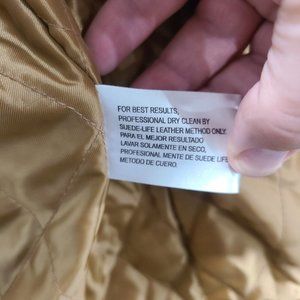 FOR BEST RESULTS,
PROFESSIONAL DRY CLEAN BY
SUEDE-LIFE LEATHER METHOD ONLY.
PARA EL MEJOR RESULTADO
LAVAR SOLAMENTE EN SECO,
PROFESIONAL MENTE DE SUEDE LIFE
METODO DE CUERO.